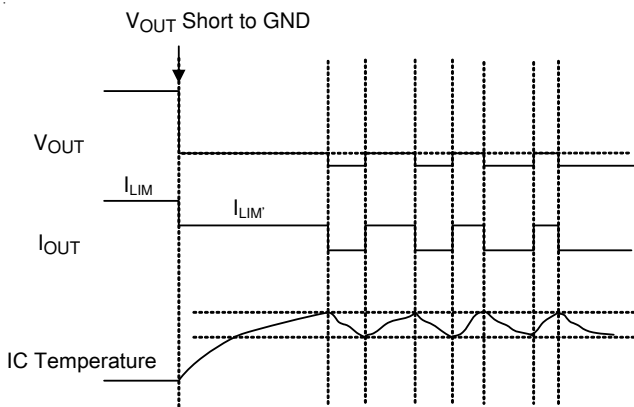 VOUT Short to GND
VOUT
ILIM
ILIM'
IOUT
IC Temperature